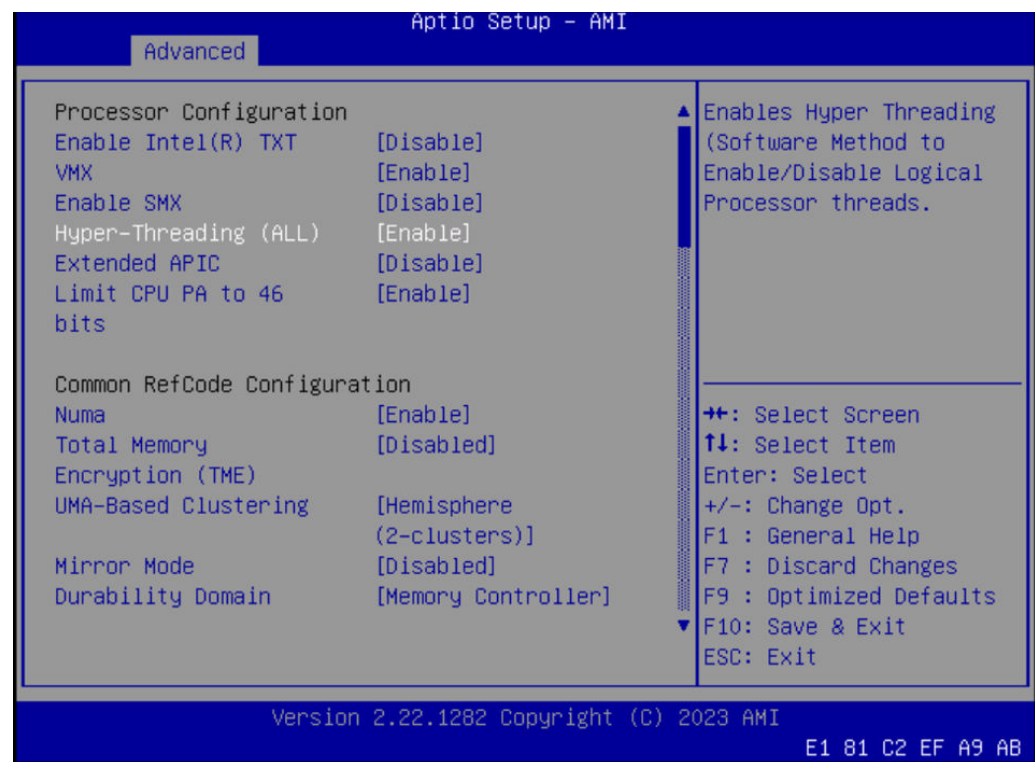 Aptio Setup – AMI
Advanced
Processor Configuration
Enable Intel(R) TXT [Disable]
VMX [Enable]
Enable SMX [Disable]
Hyper-Threading (ALL) [Enable]
Extended APIC [Disable]
Limit CPU PA to 46 [Enable]
bits
Common RefCode Configuration
Numa [Enable]
Total Memory [Disabled]
Encryption (TME)
UMA-Based Clustering [Hemisphere
(2-clusters)]
Mirror Mode [Disabled]
Durability Domain [Memory Controller]
Enables Hyper Threading
(Software Method to
Enable/Disable Logical
Processor threads.
→←: Select Screen
↑↓: Select Item
Enter: Select
+/-: Change Opt.
F1 : General Help
F7 : Discard Changes
F9 : Optimized Defaults
F10: Save & Exit
ESC: Exit
Version 2.22.1282 Copyright (C) 2023 AMI
E1 81 C2 EF A9 AB